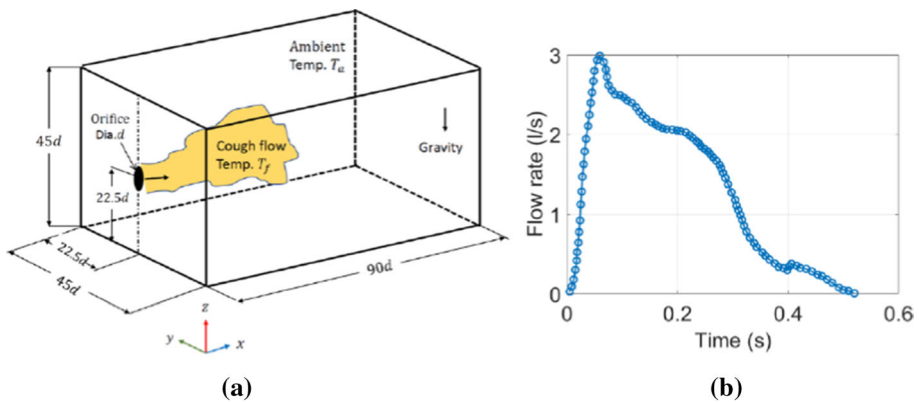 Ambient
Temp. T_a
Orifice
Dia.d
Cough flow
Temp. T_f
Gravity
45d
22.5d
22.5d
45d
90d
z
y
x
(a)
3
2
1
0
Flow rate (l/s)
0
0.2
0.4
0.6
Time (s)
(b)